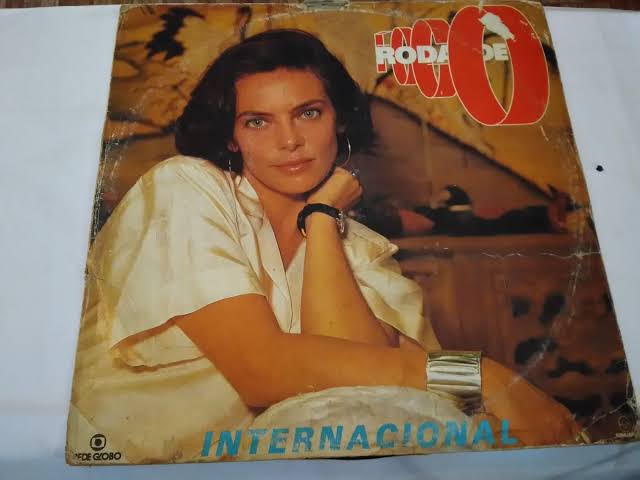 RODA DE
FOGO
INTERNACIONAL
REDE GLOBO